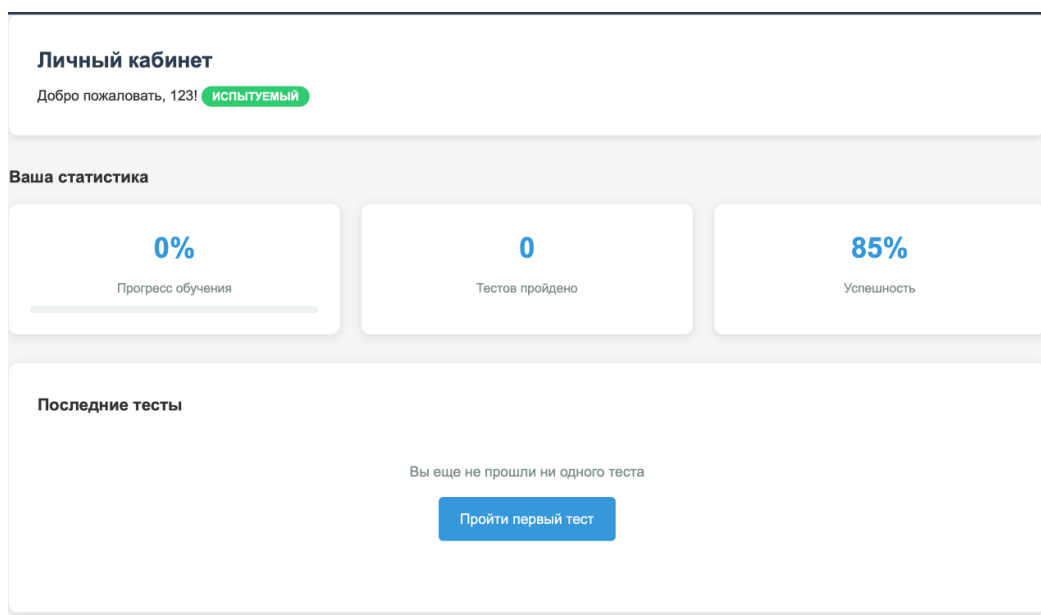 Личный кабинет
Добро пожаловать, 123! ИСПЫТУЕМЫЙ
Ваша статистика
0%
Прогресс обучения
0
Тестов пройдено
85%
Успешность
Последние тесты
Вы еще не прошли ни одного теста
Пройти первый тест